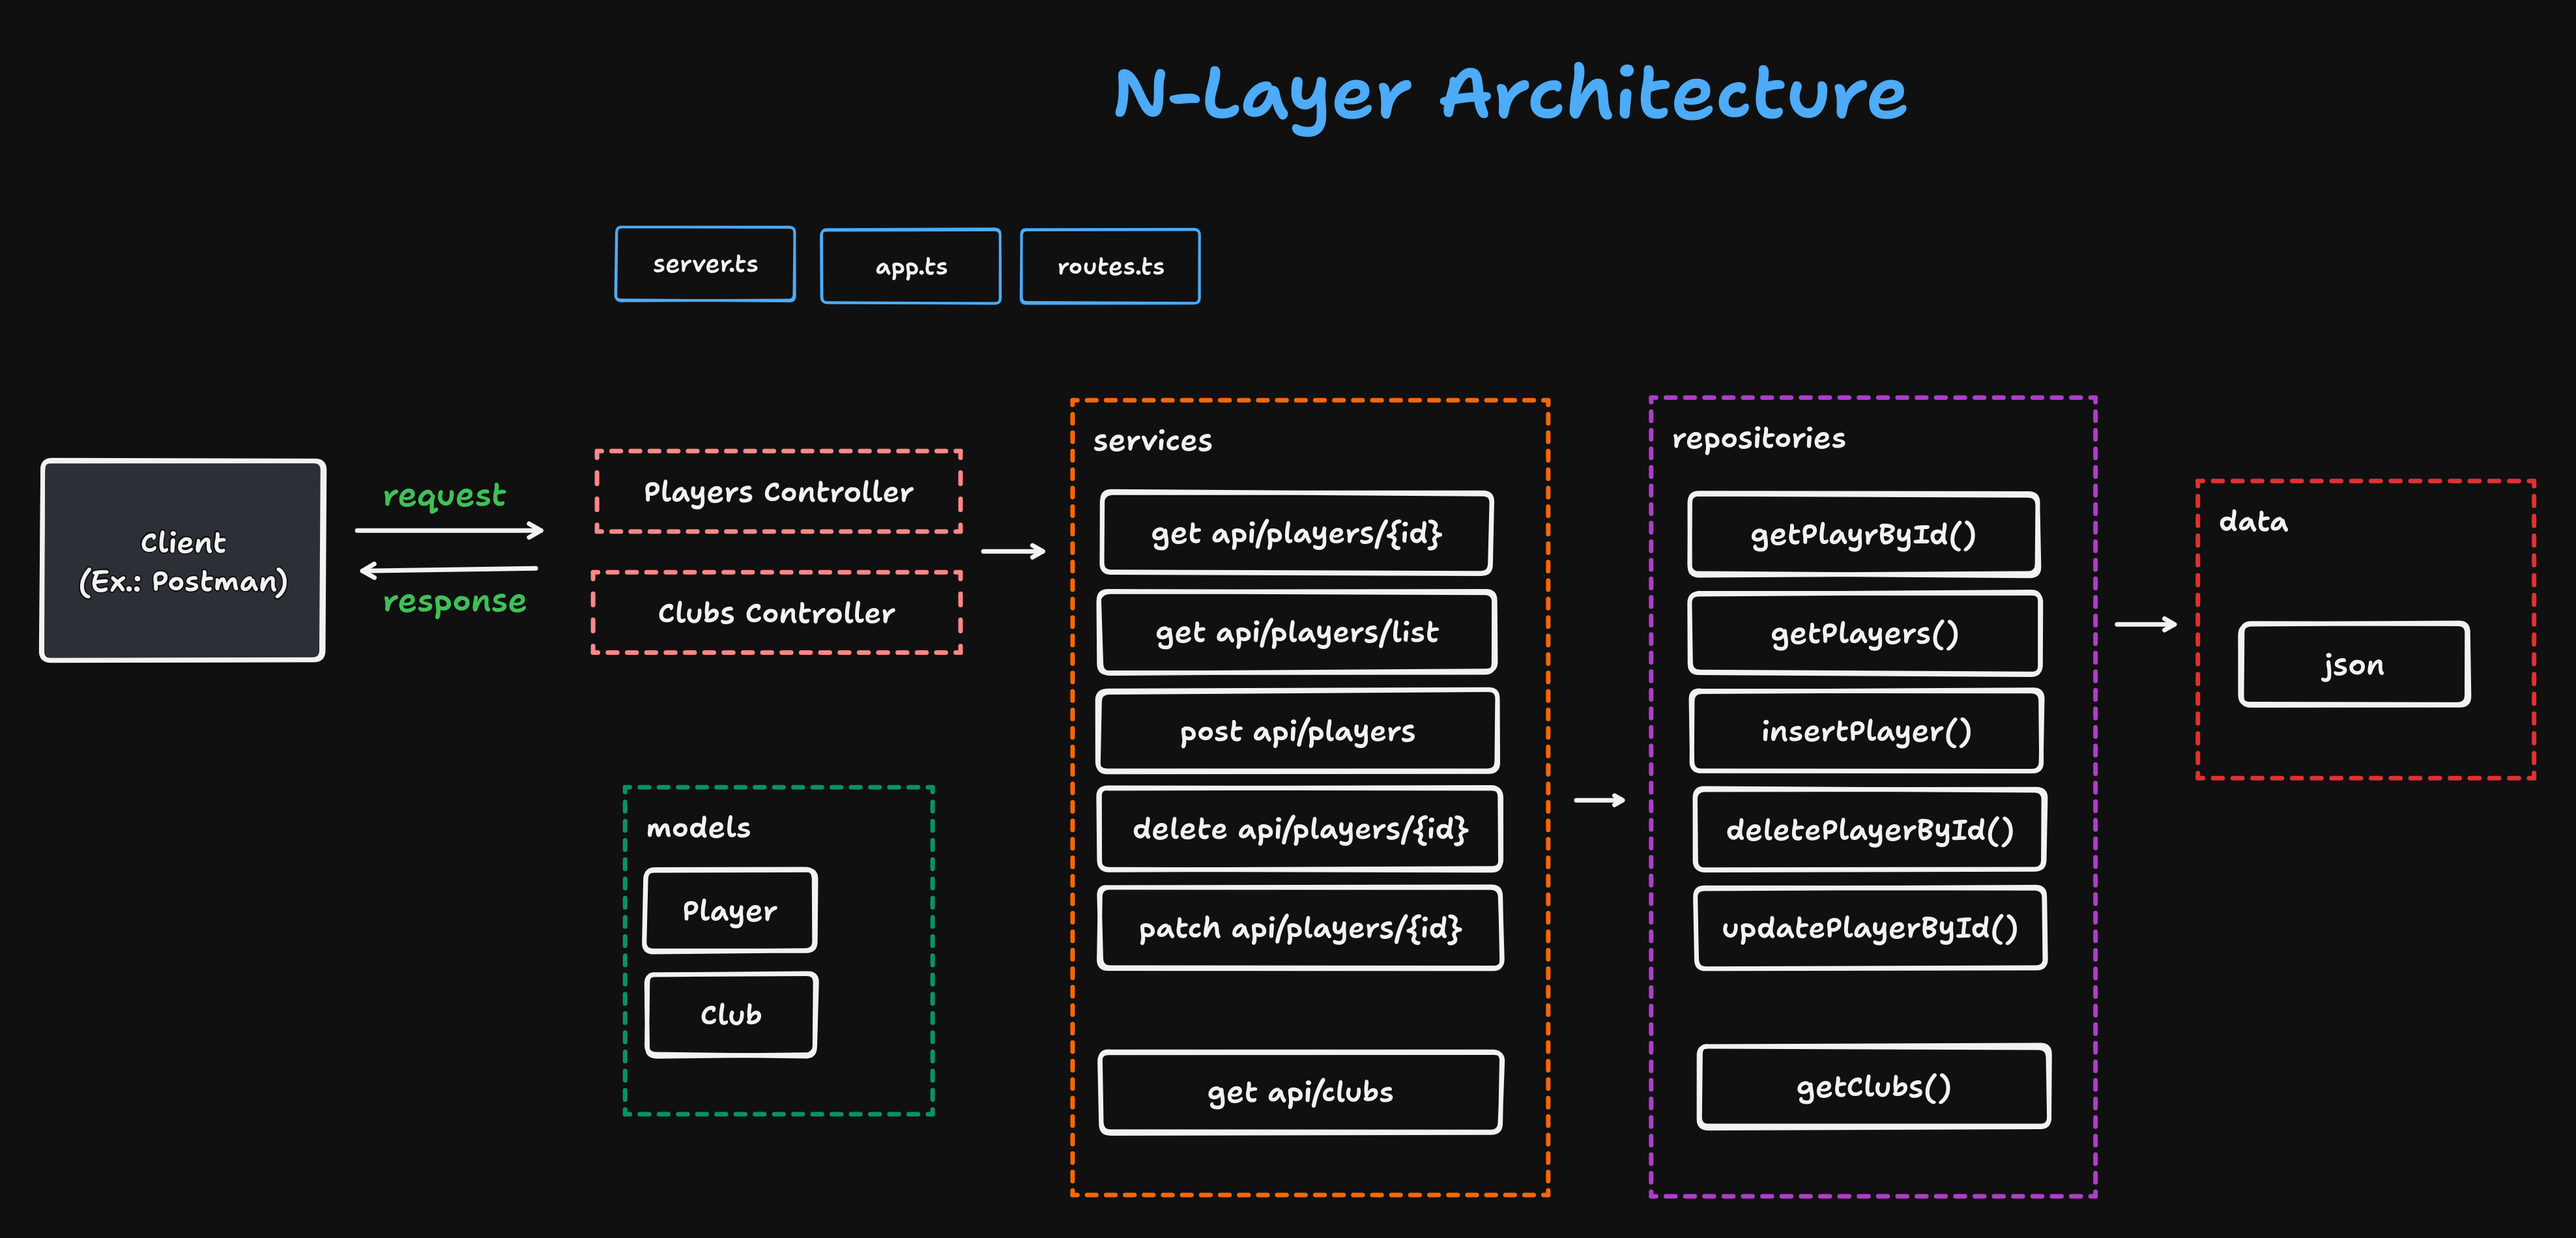 N-Layer Architecture
server.ts
app.ts
routes.ts
Client
(Ex.: Postman)
request
response
Players Controller
Clubs Controller
models
Player
Club
services
get api/players/{id}
get api/players/list
post api/players
delete api/players/{id}
patch api/players/{id}
get api/clubs
repositories
getPlayrById()
getPlayers()
insertPlayer()
deletePlayerById()
updatePlayerById()
getClubs()
data
json